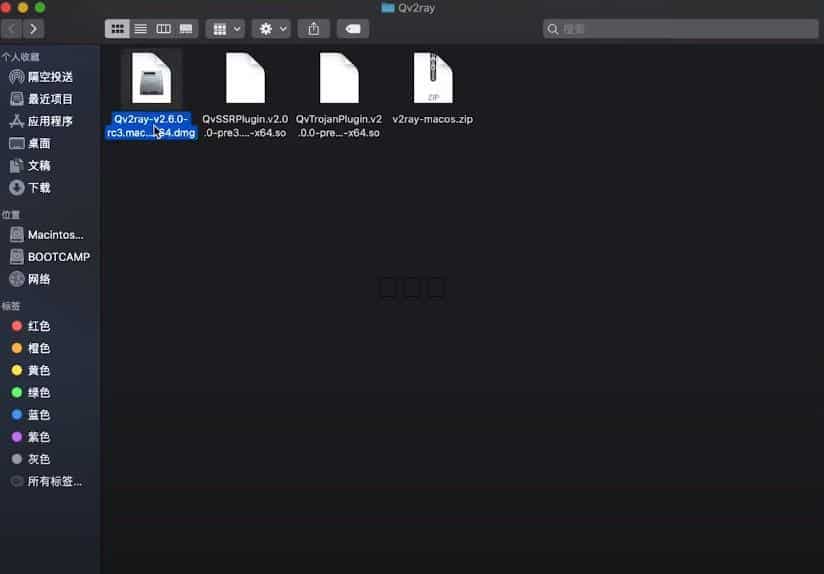 Qv2ray
搜索
个人收藏
隔空投送
最近项目
应用程序
桌面
文稿
下载
位置
Macintos...
BOOTCAMP
网络
标签
红色
橙色
黄色
绿色
蓝色
紫色
灰色
所有标签...
Qv2ray-v2.6.0-
rc3.mac...64.dmg
QvSSRPlugin.v2.0
.0-pre3....-x64.so
QvTrojanPlugin.v2
.0.0-pre...-x64.so
ZIP
v2ray-macos.zip